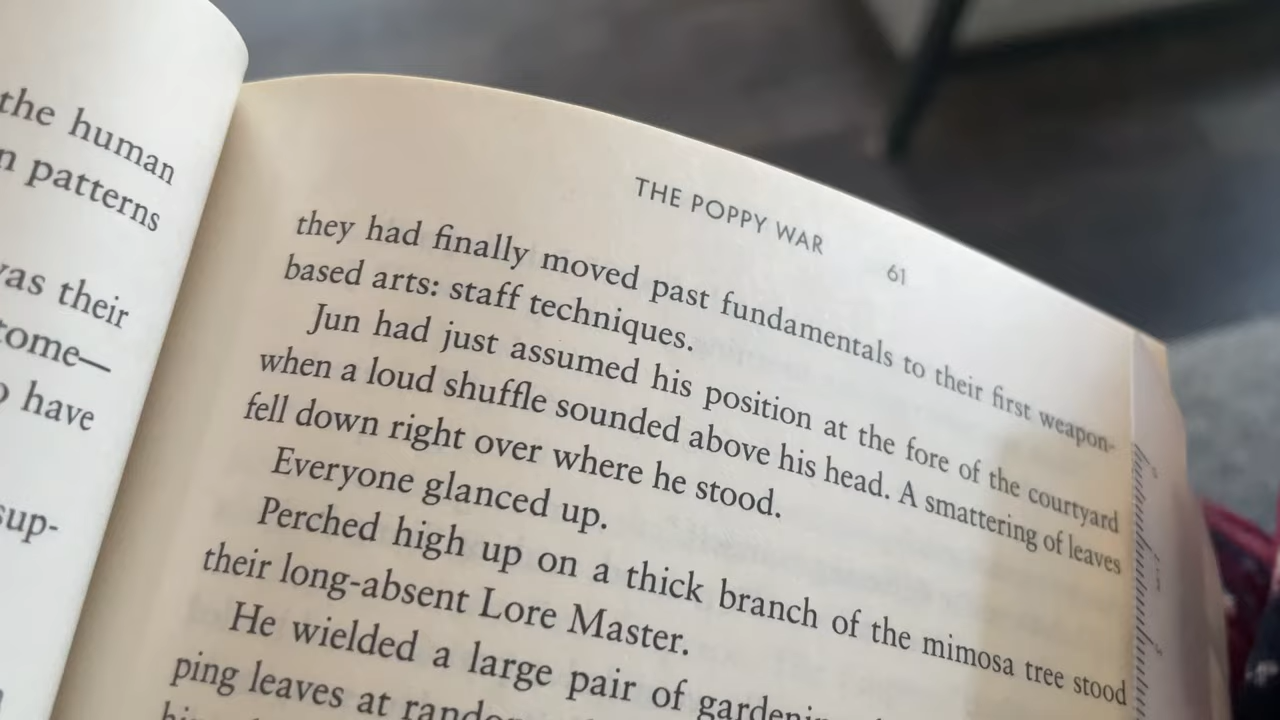 the human
patterns
their
have
sup-
THE POPPY WAR 61
they had finally moved past fundamentals to their first weapon-
based arts: staff techniques.
Jun had just assumed his position at the fore of the courtyard
when a loud shuffle sounded above his head. A smattering of leaves
fell down right over where he stood.
Everyone glanced up.
Perched high up on a thick branch of the mimosa tree stood
their long-absent Lore Master.
He wielded a large pair of
ping leaves at